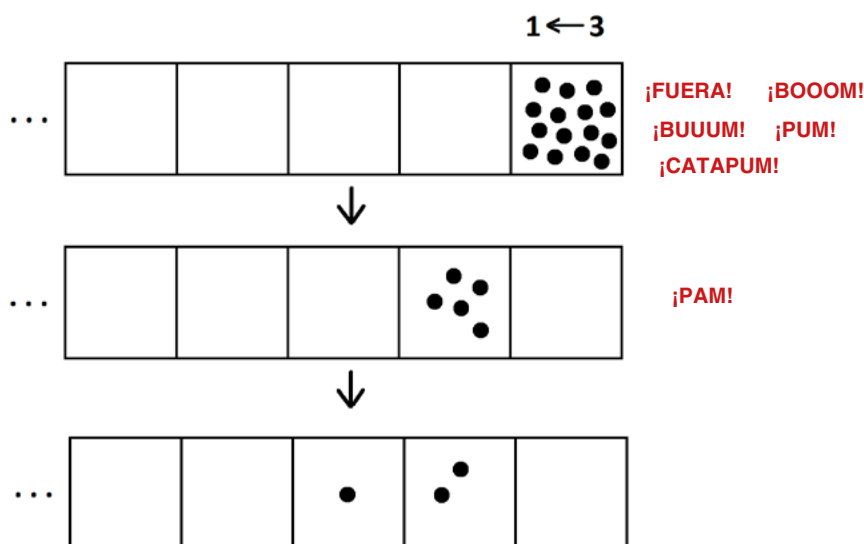 1←3
¡FUERA! ¡BOOOM!
... ¡BUUUM! ¡PUM!
¡CATAPUM!
... ¡PAM!
...